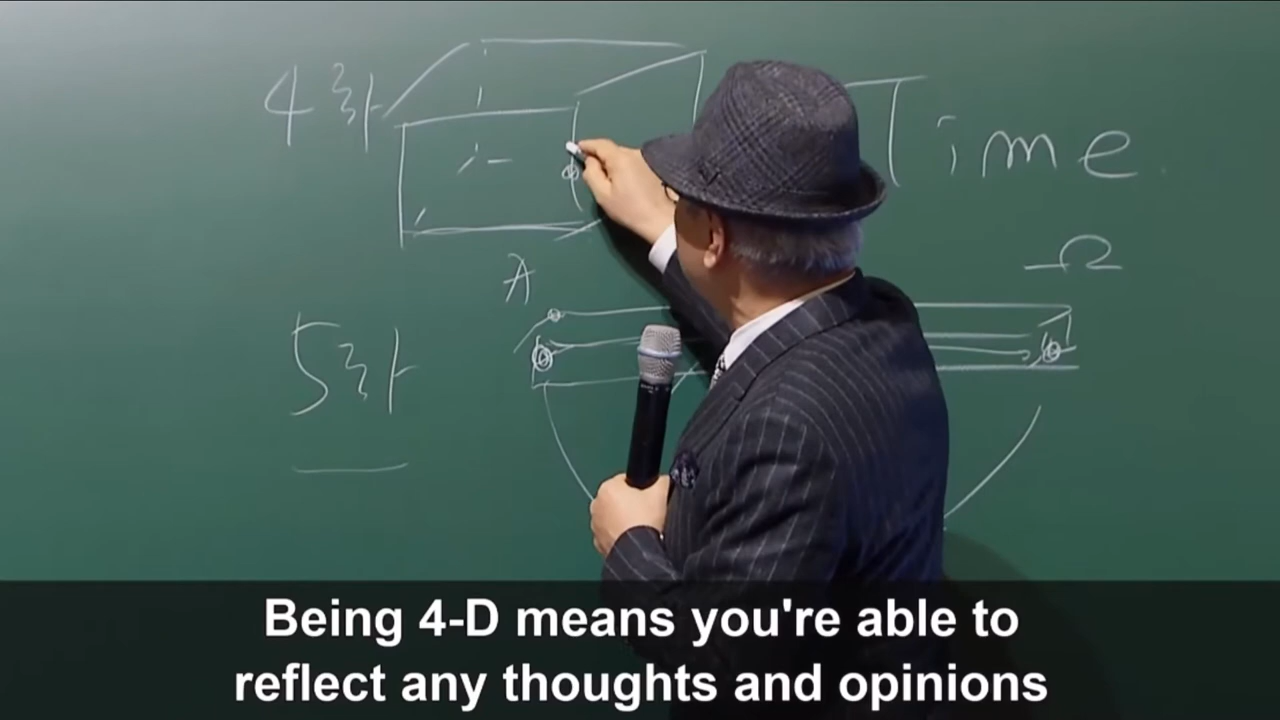 4차
Time.
A
Ω
5차
Being 4-D means you're able to
reflect any thoughts and opinions